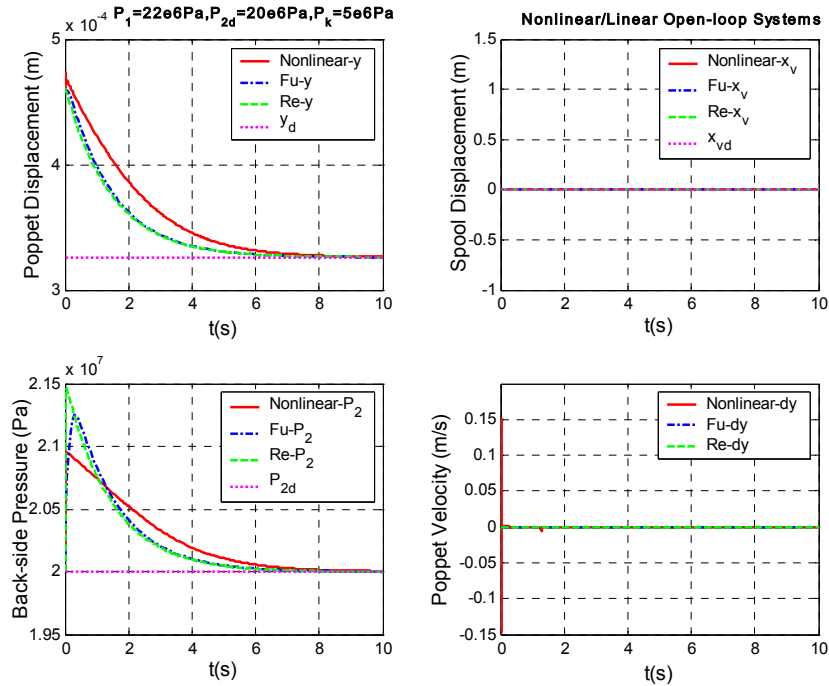 P1=22e6Pa,P2d=20e6Pa,Pk=5e6Pa
x 10-4
Poppet Displacement (m)
5
4
3
0 2 4 6 8 10
t(s)
Nonlinear-y
Fu-y
Re-y
yd
Nonlinear/Linear Open-loop Systems
Spool Displacement (m)
1.5
1
0.5
0
-0.5
-1
0 2 4 6 8 10
t(s)
Nonlinear-xv
Fu-xv
Re-xv
xvd
x 107
Back-side Pressure (Pa)
2.15
2.1
2.05
2
1.95
0 2 4 6 8 10
t(s)
Nonlinear-P2
Fu-P2
Re-P2
P2d
Poppet Velocity (m/s)
0.15
0.1
0.05
0
-0.05
-0.1
-0.15
0 2 4 6 8 10
t(s)
Nonlinear-dy
Fu-dy
Re-dy